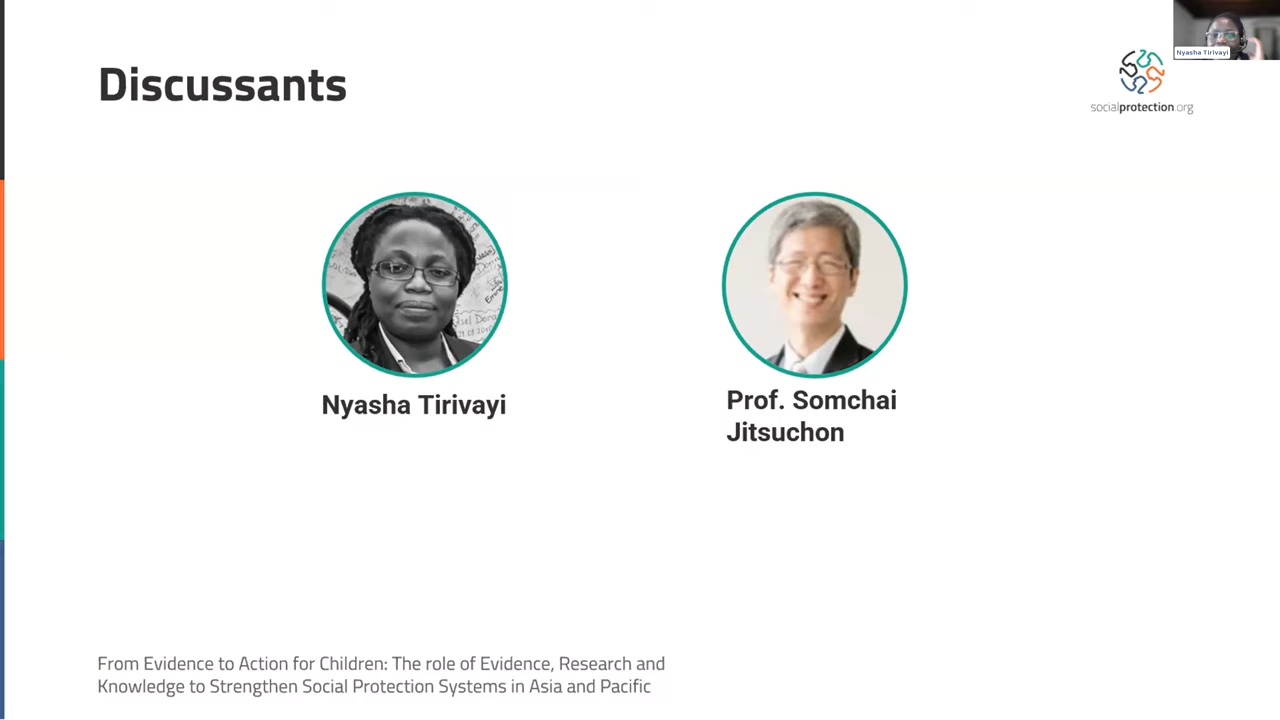 Discussants
Nyasha Tirivayi
socialprotection.org
Nyasha Tirivayi
Prof. Somchai
Jitsuchon
From Evidence to Action for Children: The role of Evidence, Research and
Knowledge to Strengthen Social Protection Systems in Asia and Pacific